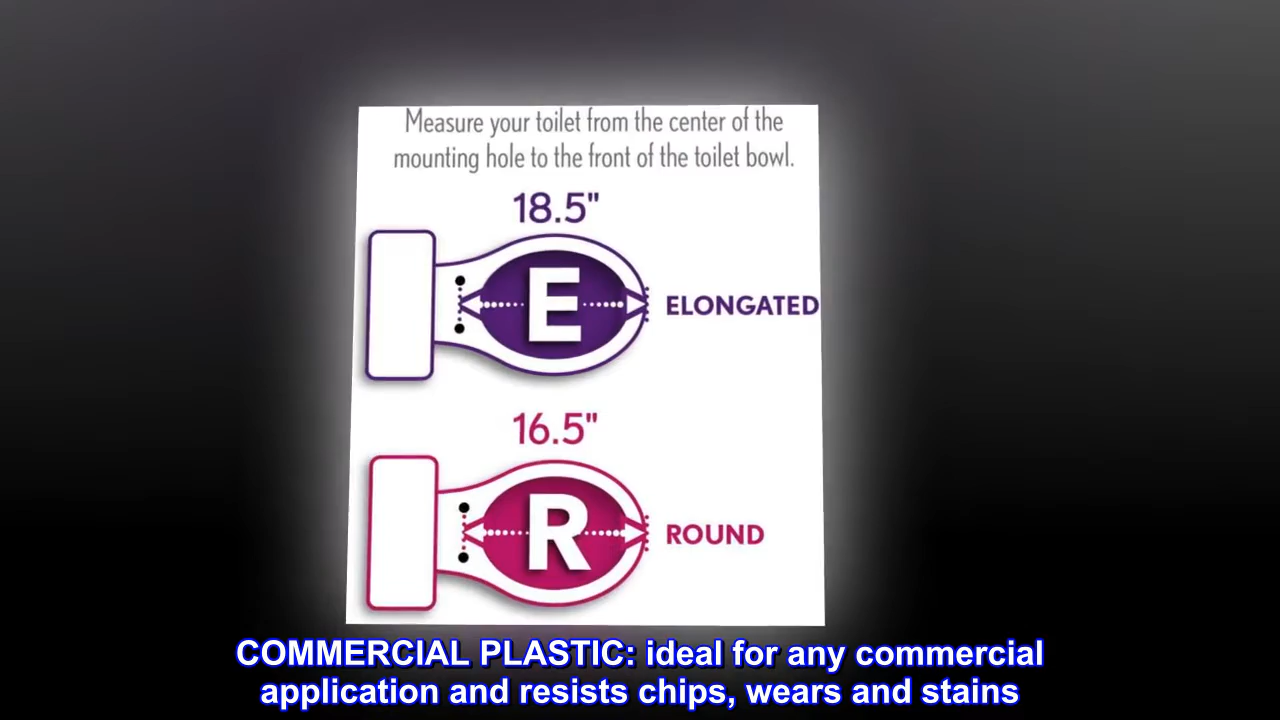 Measure your toilet from the center of the
mounting hole to the front of the toilet bowl.
18.5"
E
ELONGATED
16.5"
R
ROUND
COMMERCIAL PLASTIC: ideal for any commercial
application and resists chips, wears and stains